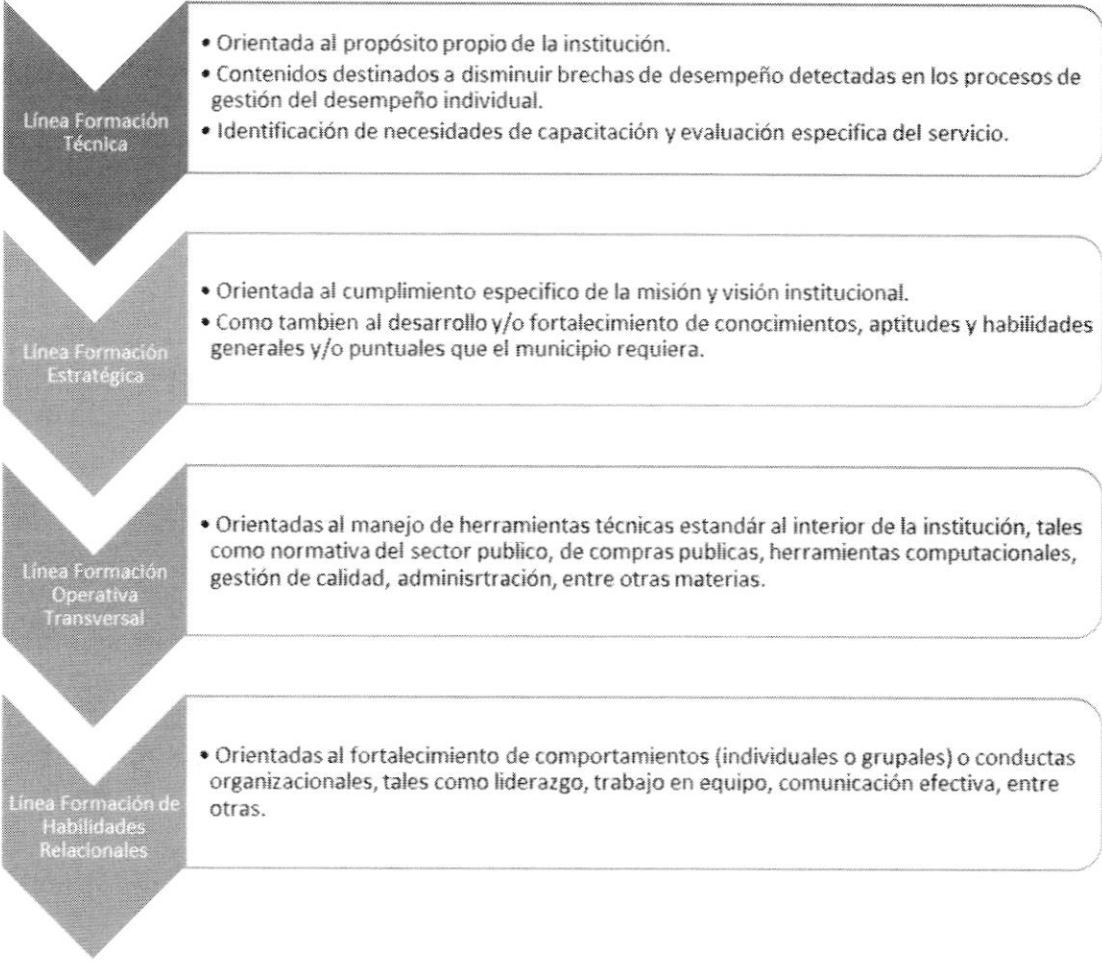 Línea Formación
Técnica
• Orientada al propósito propio de la institución.
• Contenidos destinados a disminuir brechas de desempeño detectadas en los procesos de
gestión del desempeño individual.
• Identificación de necesidades de capacitación y evaluación especifica del servicio.
Línea Formación
Estratégica
• Orientada al cumplimiento especifico de la misión y visión institucional.
• Como tambien al desarrollo y/o fortalecimiento de conocimientos, aptitudes y habilidades
generales y/o puntuales que el municipio requiera.
Línea Formación
Operativa
Transversal
• Orientadas al manejo de herramientas técnicas estandár al interior de la institución, tales
como normativa del sector publico, de compras publicas, herramientas computacionales,
gestión de calidad, adminisrtración, entre otras materias.
Línea Formación de
Habilidades
Relacionales
• Orientadas al fortalecimiento de comportamientos (individuales o grupales) o conductas
organizacionales, tales como liderazgo, trabajo en equipo, comunicación efectiva, entre
otras.